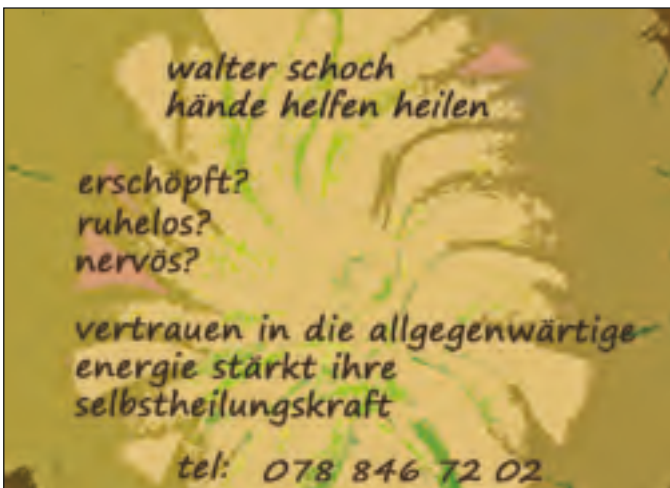 walter schoch
hände helfen heilen
erschöpft?
ruhelos?
nervös?
vertrauen in die allgegenwärtige
energie stärkt ihre
selbstheilungskraft
tel: 078 846 72 02